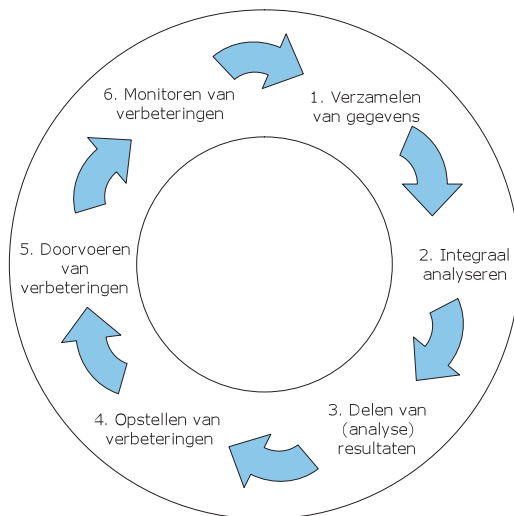 1. Verzamelen
van gegevens
2. Integraal
analyseren
3. Delen van
(analyse)
resultaten
4. Opstellen van
verbeteringen
5. Doorvoeren
van
verbeteringen
6. Monitoren van
verbeteringen